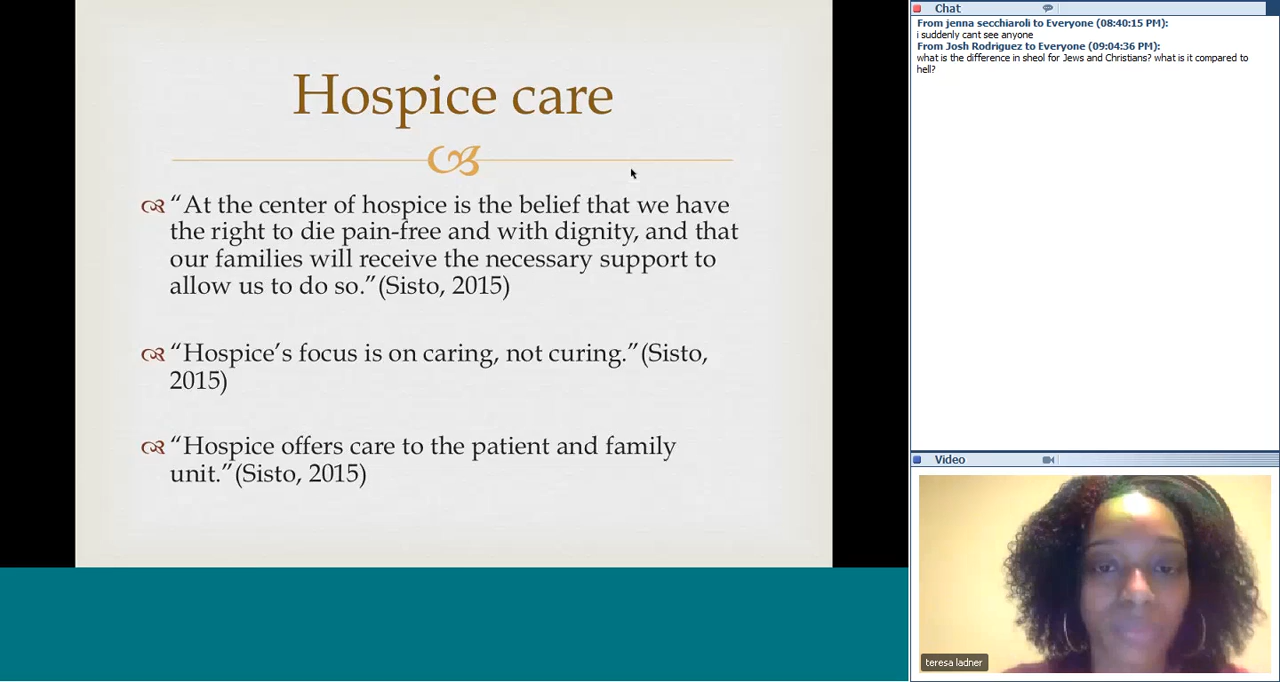 Hospice care
“At the center of hospice is the belief that we have
the right to die pain-free and with dignity, and that
our families will receive the necessary support to
allow us to do so.”(Sisto, 2015)
“Hospice’s focus is on caring, not curing.”(Sisto,
2015)
“Hospice offers care to the patient and family
unit.”(Sisto, 2015)
Chat
From jenna secchiaroli to Everyone (08:40:15 PM):
i suddenly cant see anyone
From Josh Rodriguez to Everyone (09:04:36 PM):
what is the difference in sheol for Jews and Christians? what is it compared to
hell?
Video
teresa ladner